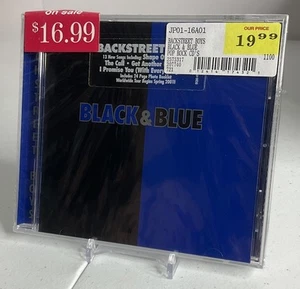 on sale
$16.99
JP01-16A01
OUR PRICE
19 99
BACKSTREET BOYS
BLACK & BLUE
POP ROCK CD'S
1100
BACKSTREET
12 New Songs Including: Shape O
The Call • Get Another
I Promise You (With Every
Includes 24 Page Photo Booklet
Worldwide Tour Begins Spring 2001!
BLACK & BLUE